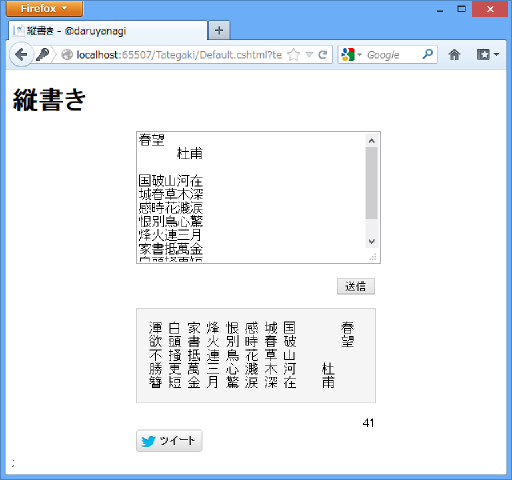 Firefox
縦書き - @daruyanagi
localhost:65507/Tategaki/Default.cshtml?te
Google
縦書き
春望
杜甫
国破山河在
城春草木深
感時花濺涙
恨別鳥心驚
烽火連三月
家書抵萬金
白頭掻更短
送信
春望
杜甫
国破山河在
城春草木深
感時花濺涙
恨別鳥心驚
烽火連三月
家書抵萬金
白頭掻更短
渾欲不勝簪
41
ツイート